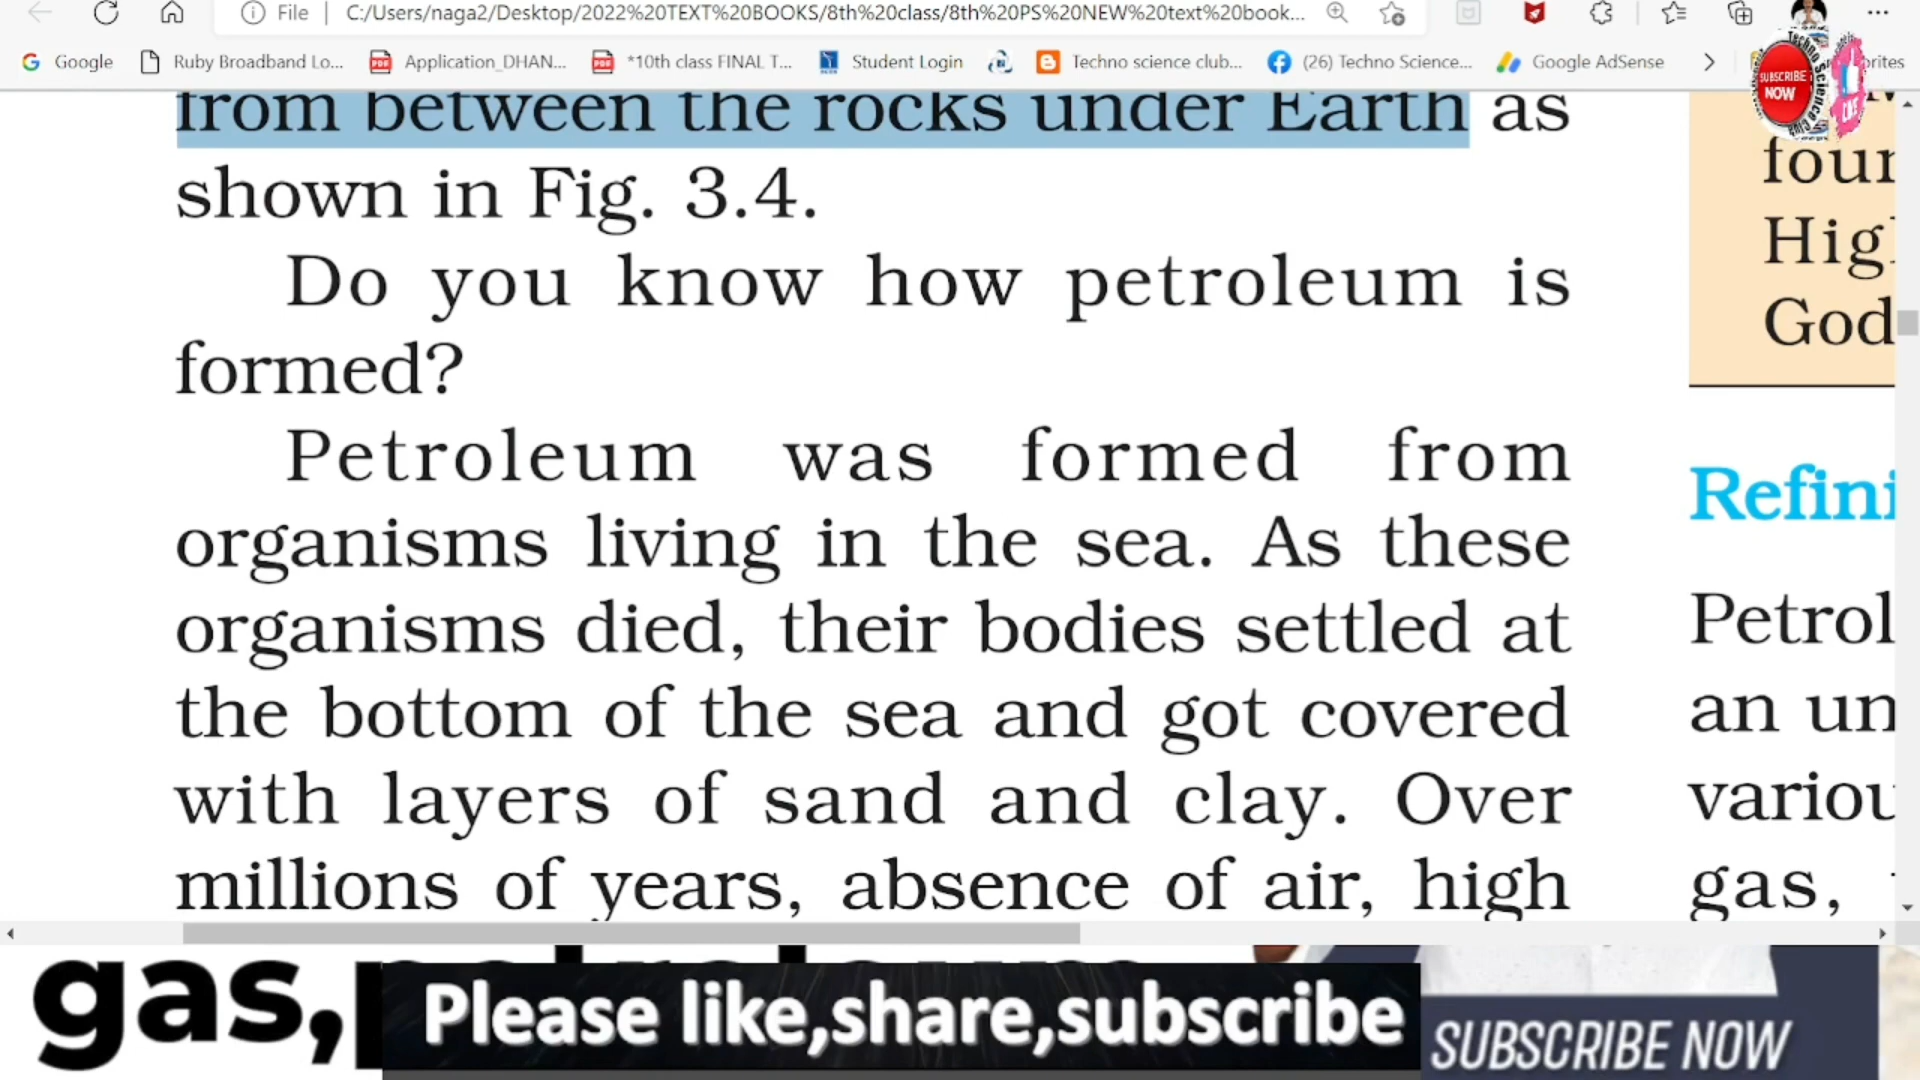 File
C:/Users/naga2/Desktop/2022%20TEXT%20BOOKS/8th%20class/8th%20PS%20NEW%20text%20book...
Google
Ruby Broadband Lo...
Application_DHAN...
*10th class FINAL T...
Student Login
Techno science club...
(26) Techno Science...
Google AdSense
SUBSCRIBE
NOW
from between the rocks under Earth as
shown in Fig. 3.4.
Do you know how petroleum is
formed?
Petroleum was formed from
organisms living in the sea. As these
organisms died, their bodies settled at
the bottom of the sea and got covered
with layers of sand and clay. Over
millions of years, absence of air, high
Refini
Petrol
an un
variou
gas,
gas,
Please like,share,subscribe
SUBSCRIBE NOW